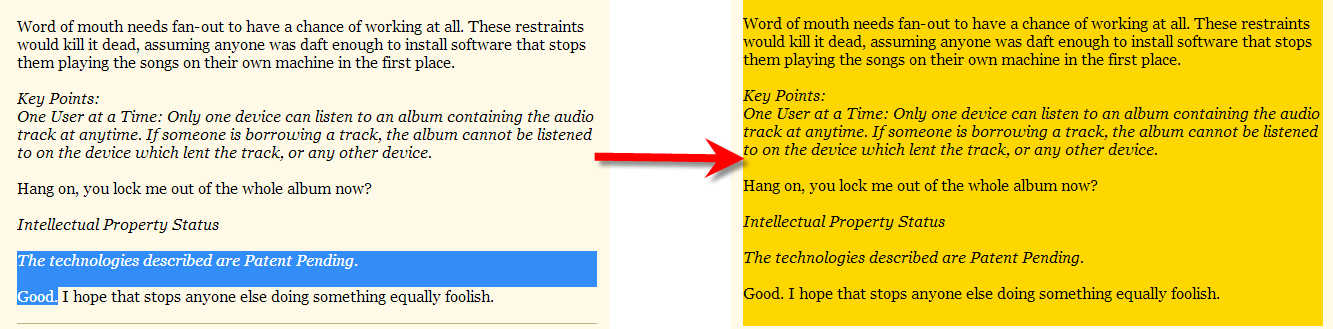 Word of mouth needs fan-out to have a chance of working at all. These restraints
would kill it dead, assuming anyone was daft enough to install software that stops
them playing the songs on their own machine in the first place.
Key Points:
One User at a Time: Only one device can listen to an album containing the audio
track at anytime. If someone is borrowing a track, the album cannot be listened
to on the device which lent the track, or any other device.
Hang on, you lock me out of the whole album now?
Intellectual Property Status
The technologies described are Patent Pending.
Good. I hope that stops anyone else doing something equally foolish.
Word of mouth needs fan-out to have a chance of working at all. These restraints
would kill it dead, assuming anyone was daft enough to install software that stops
them playing the songs on their own machine in the first place.
Key Points:
One User at a Time: Only one device can listen to an album containing the audio
track at anytime. If someone is borrowing a track, the album cannot be listened
to on the device which lent the track, or any other device.
Hang on, you lock me out of the whole album now?
Intellectual Property Status
The technologies described are Patent Pending.
Good. I hope that stops anyone else doing something equally foolish.